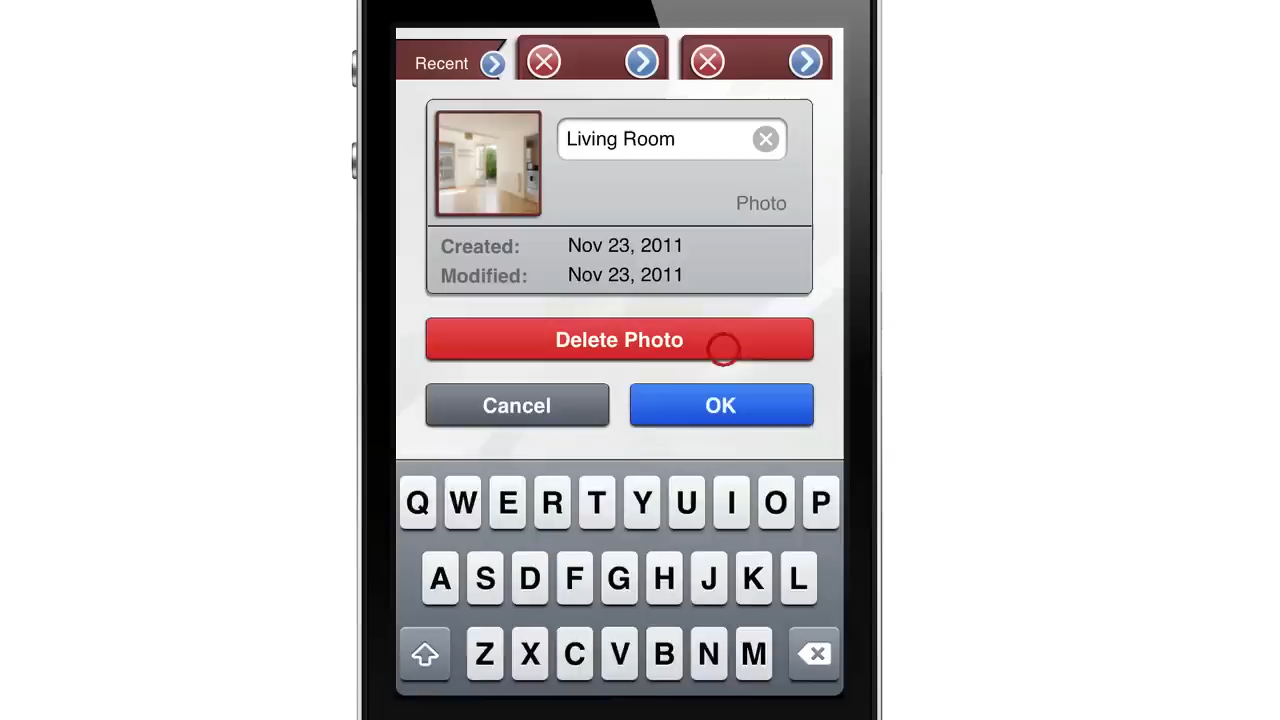 Recent
Living Room
Photo
Created: Nov 23, 2011
Modified: Nov 23, 2011
Delete Photo
Cancel OK
Q W E R T Y U I O P
A S D F G H J K L
Z X C V B N M